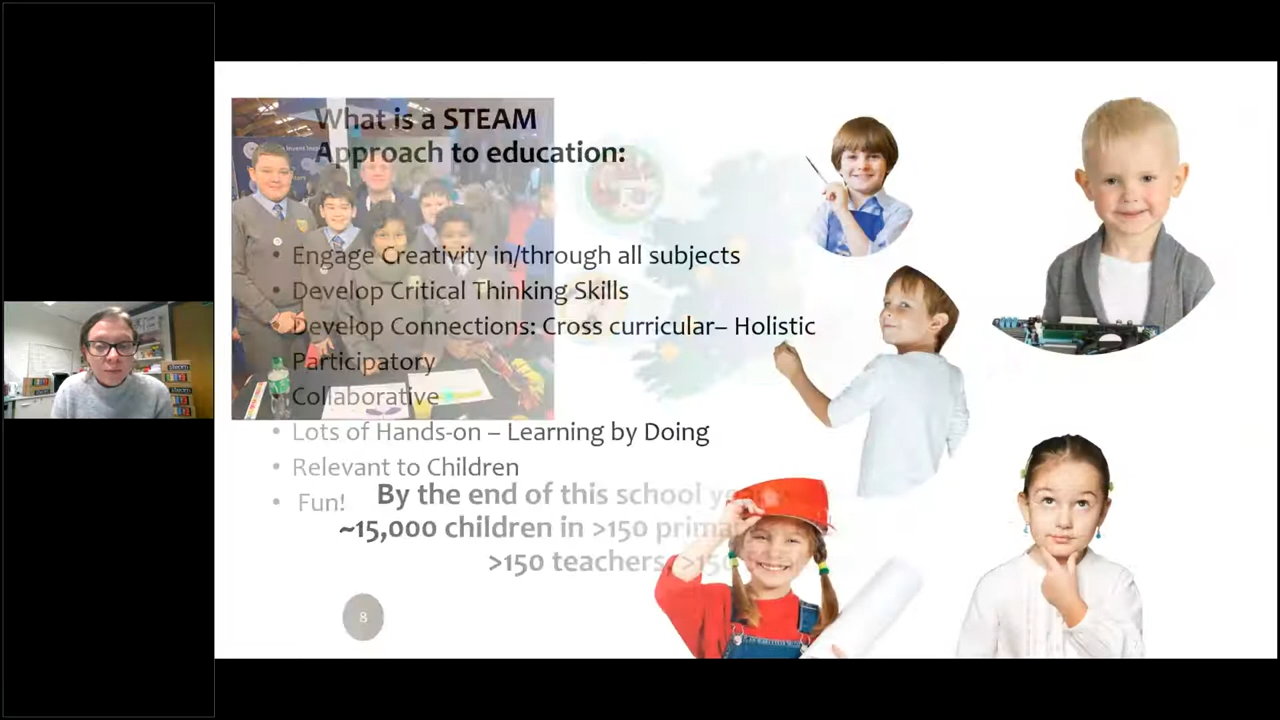 What is a STEAM
Approach to education:
• Engage Creativity in/through all subjects
• Develop Critical Thinking Skills
• Develop Connections: Cross curricular– Holistic
• Participatory
• Collaborative
• Lots of Hands-on – Learning by Doing
• Relevant to Children
• Fun!
By the end of this school
~15,000 children in >150
>150 teachers, >150
8
steam